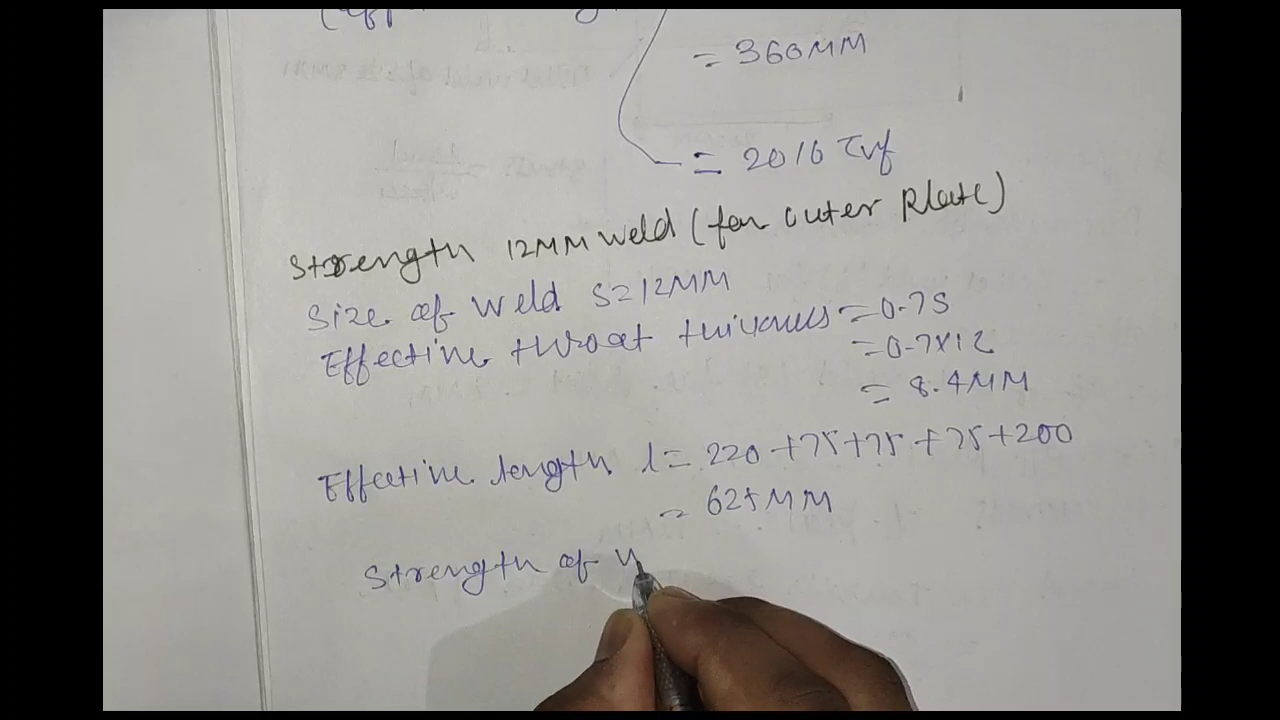 = 360MM
= 2016 τvf
Strength 12MM weld (for outer Plate)
Size of weld S=12MM
Effective throat thickness = 0.7S
= 0.7×12
= 8.4MM
Effective length l = 220 + 75 + 75 + 75 + 200
= 625MM
Strength of